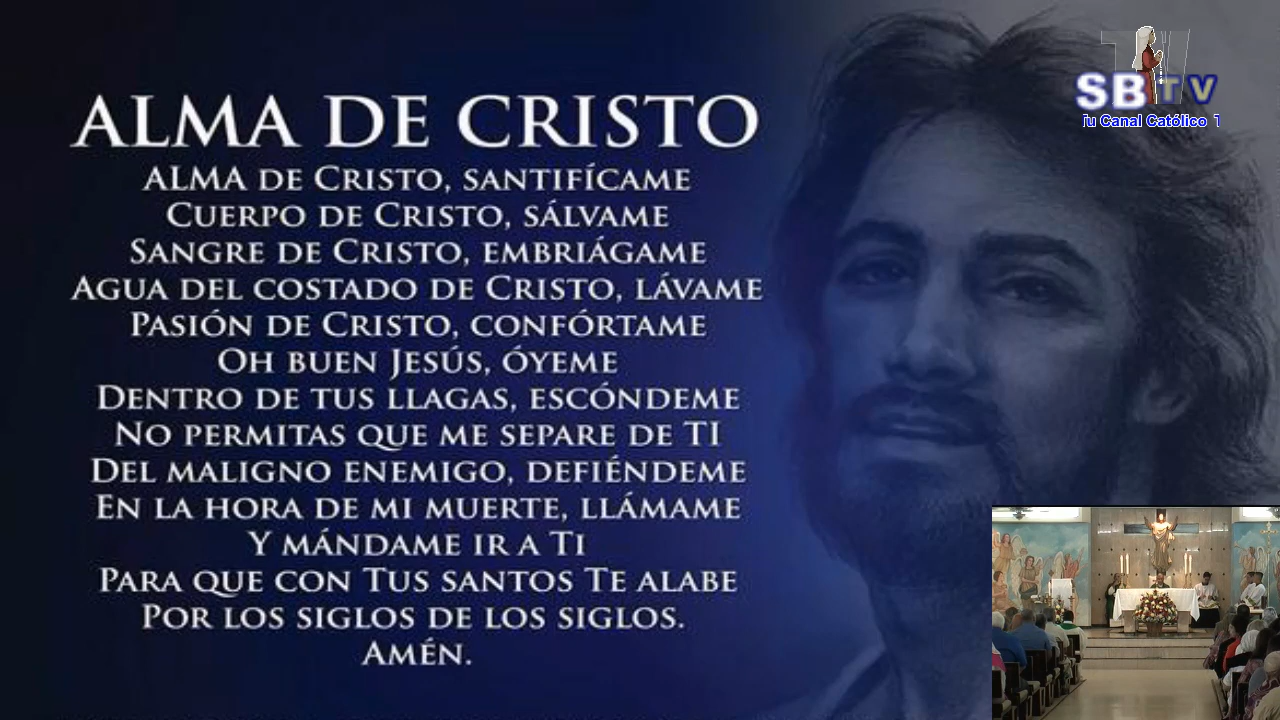 ALMA DE CRISTO
ALMA DE CRISTO, SANTIFÍCAME
CUERPO DE CRISTO, SÁLVAME
SANGRE DE CRISTO, EMBRIÁGAME
AGUA DEL COSTADO DE CRISTO, LÁVAME
PASIÓN DE CRISTO, CONFÓRTAME
OH BUEN JESÚS, ÓYEME
DENTRO DE TUS LLAGAS, ESCÓNDEME
NO PERMITAS QUE ME SEPARE DE TI
DEL MALIGNO ENEMIGO, DEFIÉNDEME
EN LA HORA DE MI MUERTE, LLÁMAME
Y MÁNDAME IR A TI
PARA QUE CON TUS SANTOS TE ALABE
POR LOS SIGLOS DE LOS SIGLOS.
AMÉN.
SBTV
Tu Canal Católico